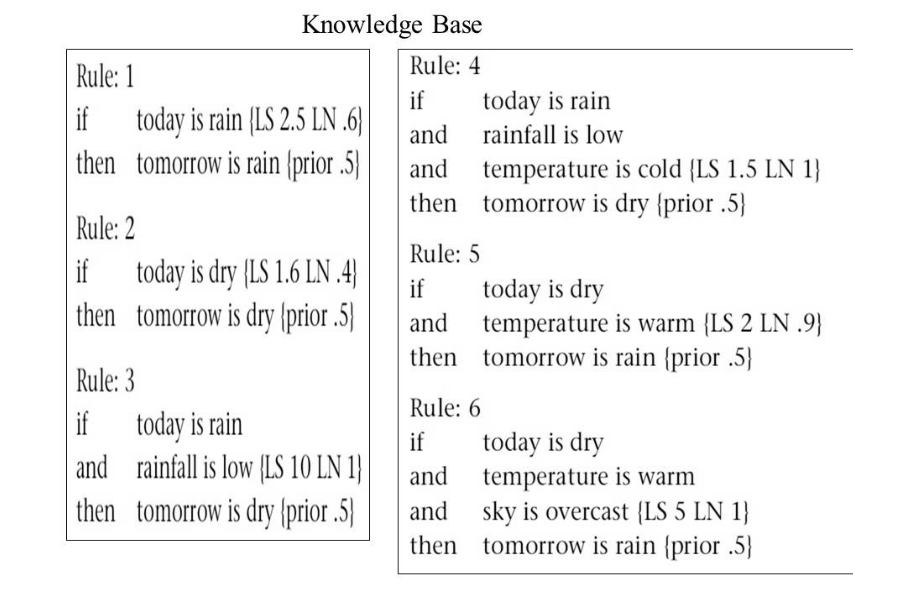 Knowledge Base
Rule: 1
if today is rain {LS 2.5 LN .6}
then tomorrow is rain {prior .5}
Rule: 2
if today is dry {LS 1.6 LN .4}
then tomorrow is dry {prior .5}
Rule: 3
if today is rain
and rainfall is low {LS 10 LN 1}
then tomorrow is dry {prior .5}
Rule: 4
if today is rain
and rainfall is low
and temperature is cold {LS 1.5 LN 1}
then tomorrow is dry {prior .5}
Rule: 5
if today is dry
and temperature is warm {LS 2 LN .9}
then tomorrow is rain {prior .5}
Rule: 6
if today is dry
and temperature is warm
and sky is overcast {LS 5 LN 1}
then tomorrow is rain {prior .5}